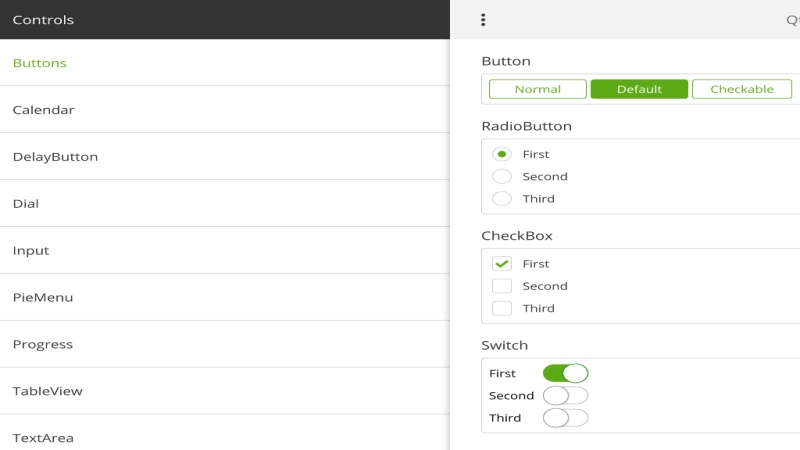 Controls
Buttons
Calendar
DelayButton
Dial
Input
PieMenu
Progress
TableView
TextArea
Button
Normal Default Checkable
RadioButton
First
Second
Third
CheckBox
First
Second
Third
Switch
First
Second
Third